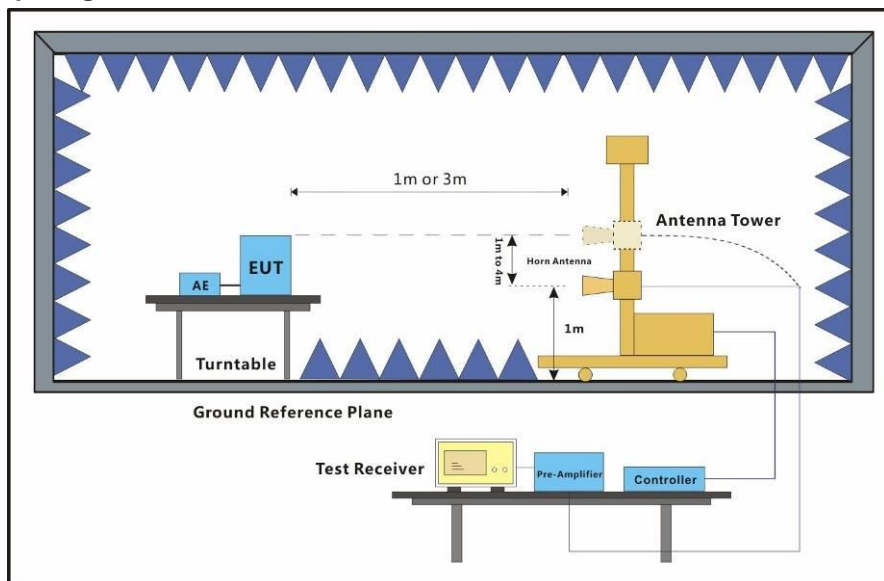 1m or 3m
Antenna Tower
1m to 4m
Horn Antenna
EUT
AE
1m
Turntable
Ground Reference Plane
Test Receiver
Pre-Amplifier
Controller